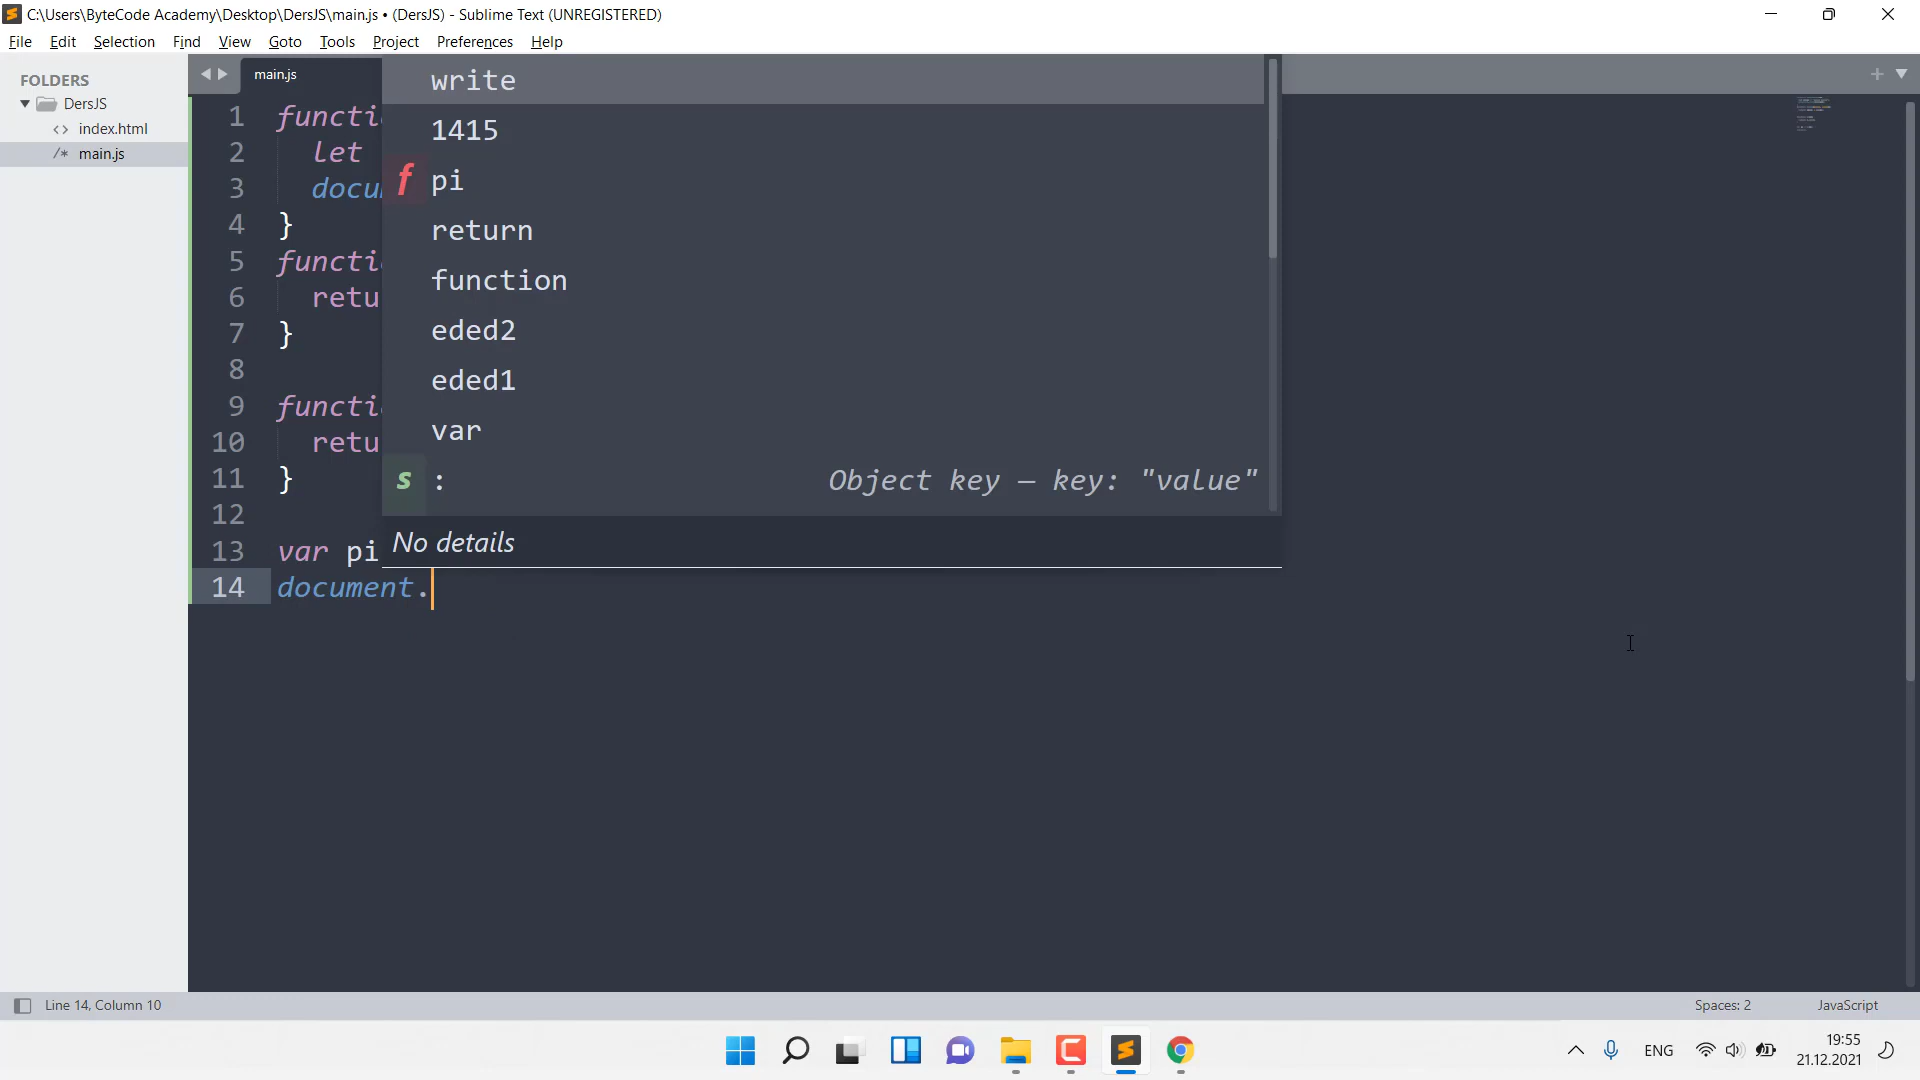 C:\Users\ByteCode Academy\Desktop\DersJS\main.js • (DersJS) - Sublime Text (UNREGISTERED)
File Edit Selection Find View Goto Tools Project Preferences Help
FOLDERS
DersJS
<> index.html
/* main.js
main.js
1 functi
2 let
3 docu
4 }
5 functi
6 retu
7 }
8
9 functi
10 retu
11 }
12
13 var pi
14 document.
write
1415
f pi
return
function
eded2
eded1
var
s : Object key — key: "value"
No details
Line 14, Column 10
Spaces: 2
JavaScript
ENG
19:55
21.12.2021